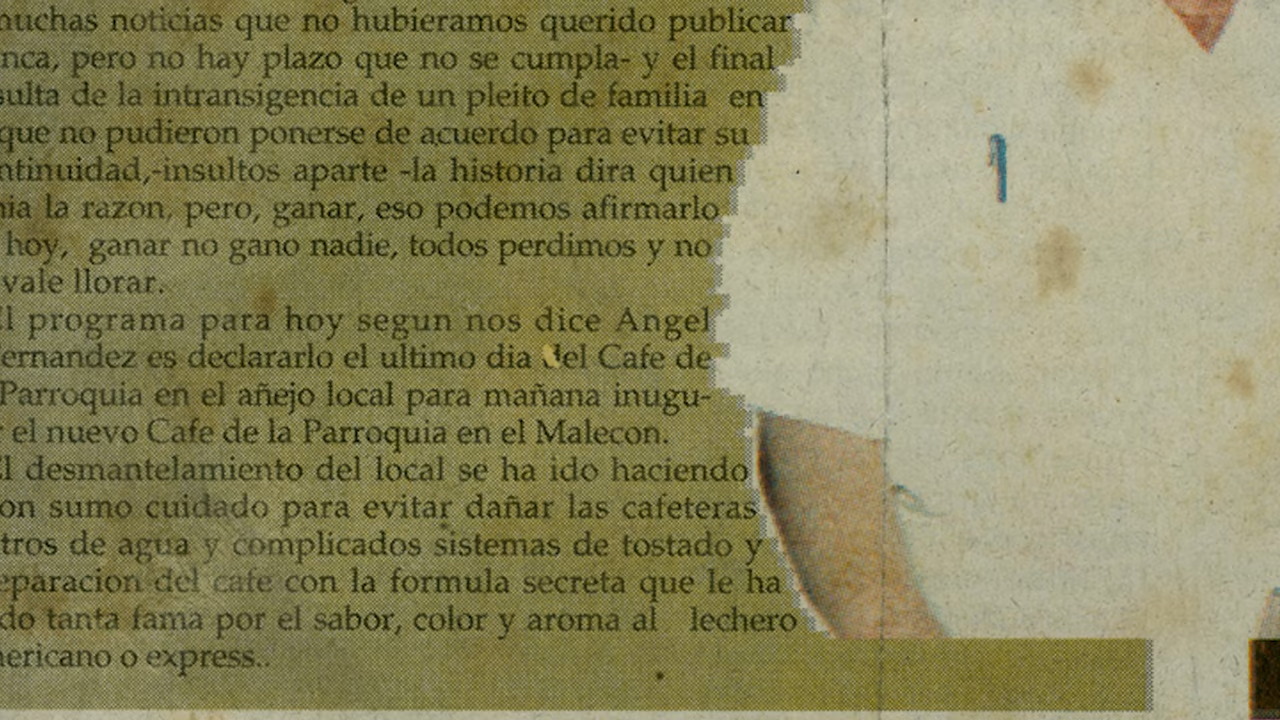 muchas noticias que no hubieramos querido publicar
nca, pero no hay plazo que no se cumpla- y el final
sulta de la intransigencia de un pleito de familia en
que no pudieron ponerse de acuerdo para evitar su
ntinuidad,-insultos aparte -la historia dira quien
nia la razon, pero, ganar, eso podemos afirmarlo
hoy, ganar no gano nadie, todos perdimos y no
vale llorar.
El programa para hoy segun nos dice Angel
ernandez es declararlo el ultimo dia del Cafe de
Parroquia en el añejo local para mañana inugu-
r el nuevo Cafe de la Parroquia en el Malecon.
El desmantelamiento del local se ha ido haciendo
on sumo cuidado para evitar dañar las cafeteras
tros de agua y complicados sistemas de tostado y
eparacion del cafe con la formula secreta que le ha
do tanta fama por el sabor, color y aroma al lechero
mericano o express..